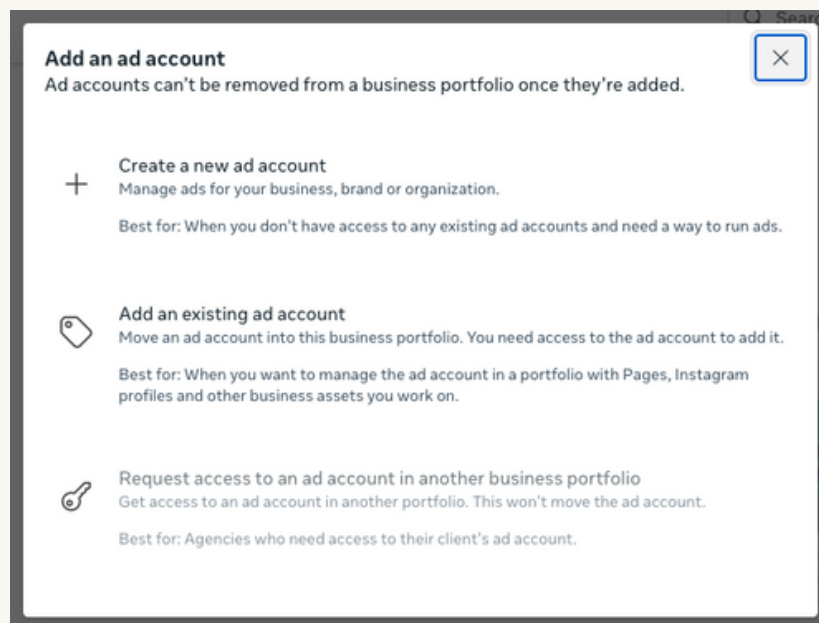 Search
Add an ad account
Ad accounts can't be removed from a business portfolio once they're added.
Create a new ad account
Manage ads for your business, brand or organization.
Best for: When you don't have access to any existing ad accounts and need a way to run ads.
Add an existing ad account
Move an ad account into this business portfolio. You need access to the ad account to add it.
Best for: When you want to manage the ad account in a portfolio with Pages, Instagram
profiles and other business assets you work on.
Request access to an ad account in another business portfolio
Get access to an ad account in another portfolio. This won't move the ad account.
Best for: Agencies who need access to their client's ad account.